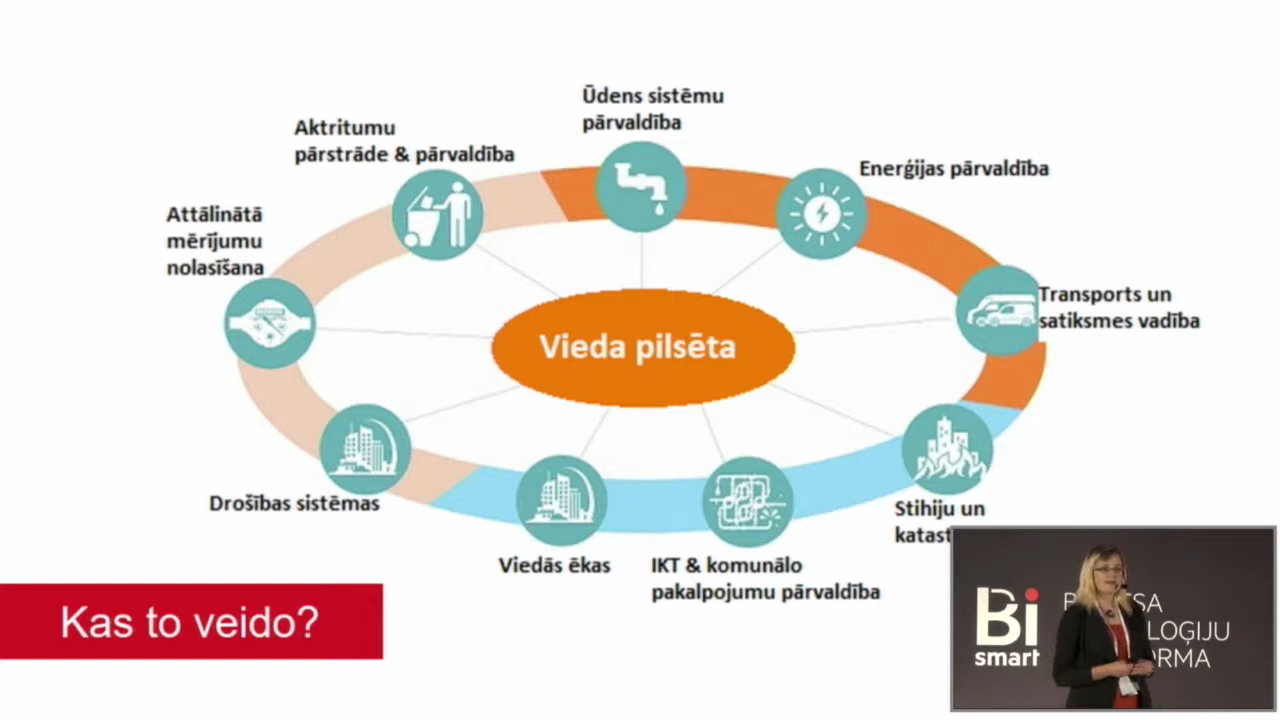 Ūdens sistēmu
pārvaldība
Aktritumu
pārstrāde & pārvaldība
Enerģijas pārvaldība
Attālinātā
mērījumu
nolasīšana
Transports un
satiksmes vadība
Vieda pilsēta
Drošības sistēmas
Stihiju un
Viedās ēkas
IKT & komunālo
pakalpojumu pārvaldība
Kas to veido?
Bi
smart